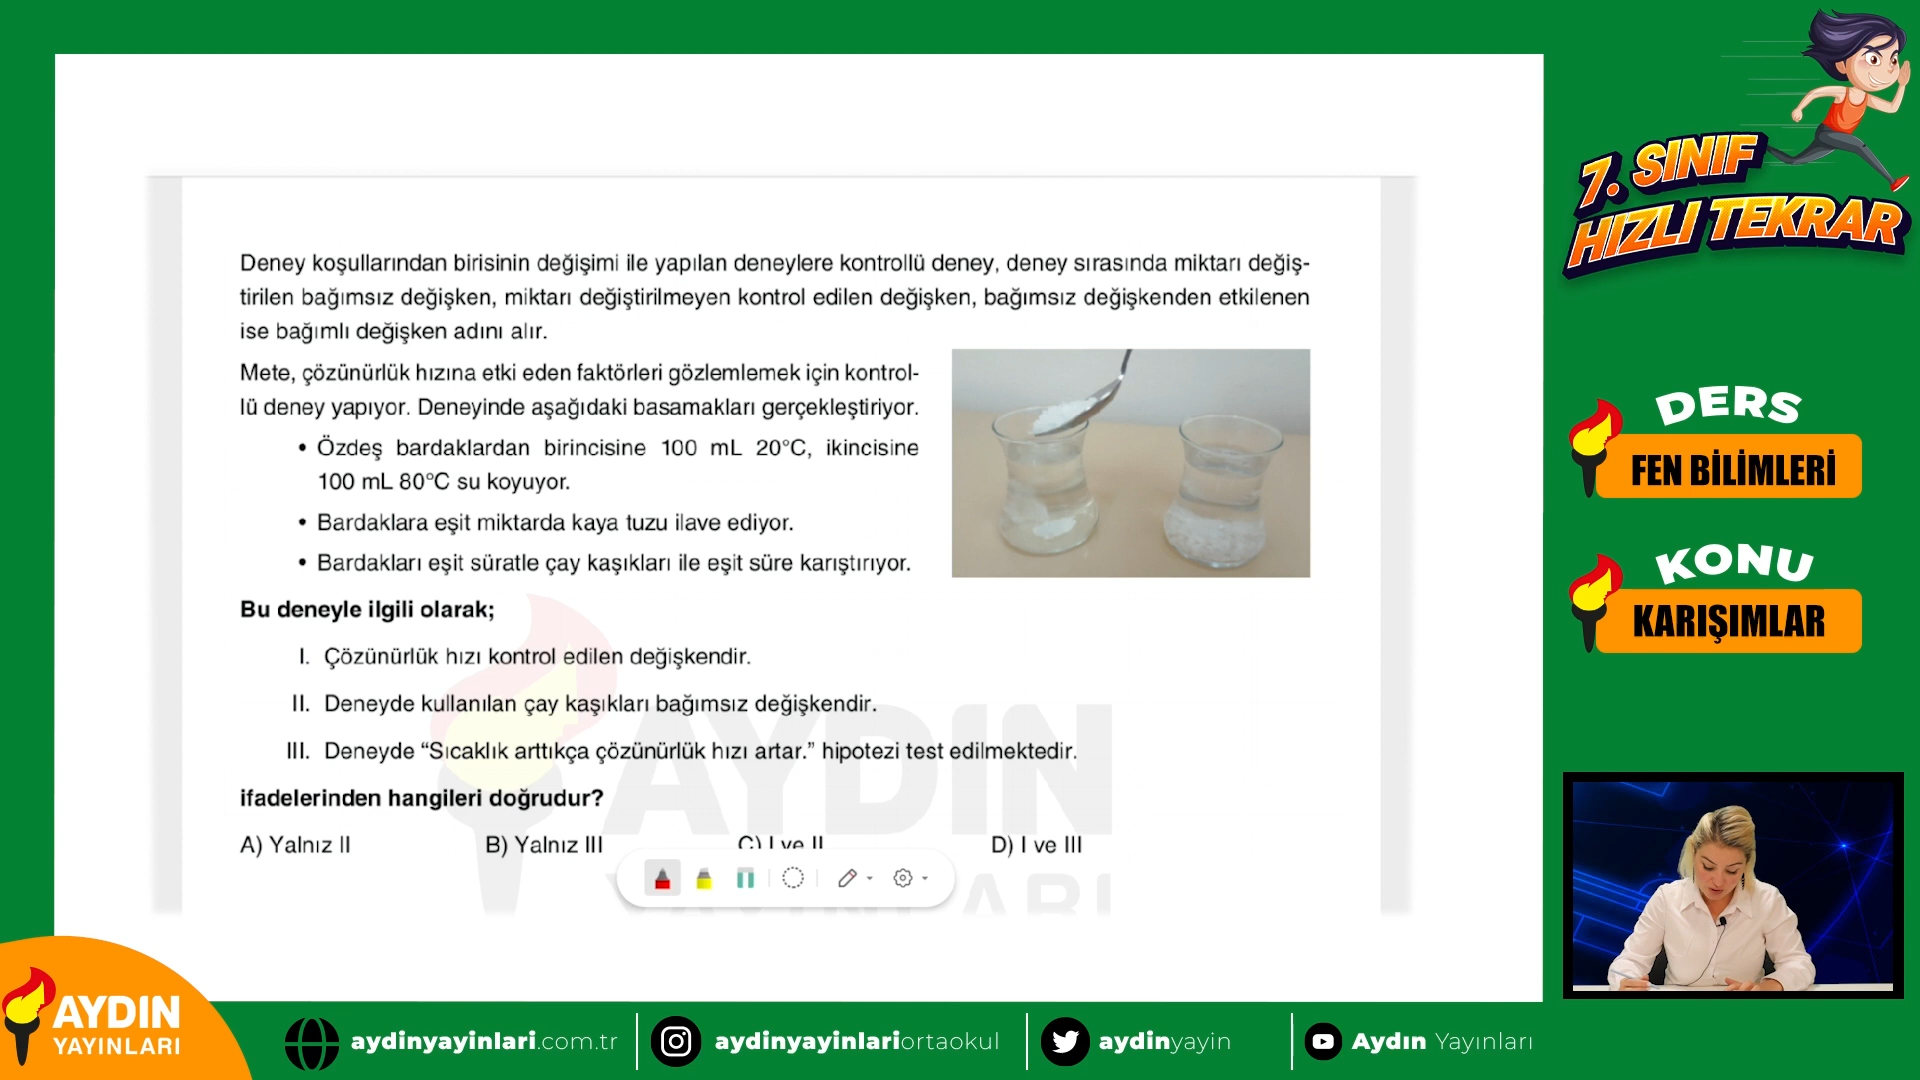 7. SINIF
HIZLI TEKRAR
Deney koşullarından birisinin değişimi ile yapılan deneylere kontrollü deney, deney sırasında miktarı değiş-
tirilen bağımsız değişken, miktarı değiştirilmeyen kontrol edilen değişken, bağımsız değişkenden etkilenen
ise bağımlı değişken adını alır.
Mete, çözünürlük hızına etki eden faktörleri gözlemlemek için kontrol-
lü deney yapıyor. Deneyinde aşağıdaki basamakları gerçekleştiriyor.
• Özdeş bardaklardan birincisine 100 mL 20°C, ikincisine
100 mL 80°C su koyuyor.
• Bardaklara eşit miktarda kaya tuzu ilave ediyor.
• Bardakları eşit süratle çay kaşıkları ile eşit süre karıştırıyor.
Bu deneyle ilgili olarak;
I. Çözünürlük hızı kontrol edilen değişkendir.
II. Deneyde kullanılan çay kaşıkları bağımsız değişkendir.
III. Deneyde “Sıcaklık arttıkça çözünürlük hızı artar.” hipotezi test edilmektedir.
ifadelerinden hangileri doğrudur?
A) Yalnız II B) Yalnız III C) I ve II D) I ve III
AYDIN
YAYINLARI
DERS
FEN BİLİMLERİ
KONU
KARIŞIMLAR
AYDIN
YAYINLARI
aydinyayinlari.com.tr
aydinyayinlariortaokul
aydinyayin
Aydın Yayınları